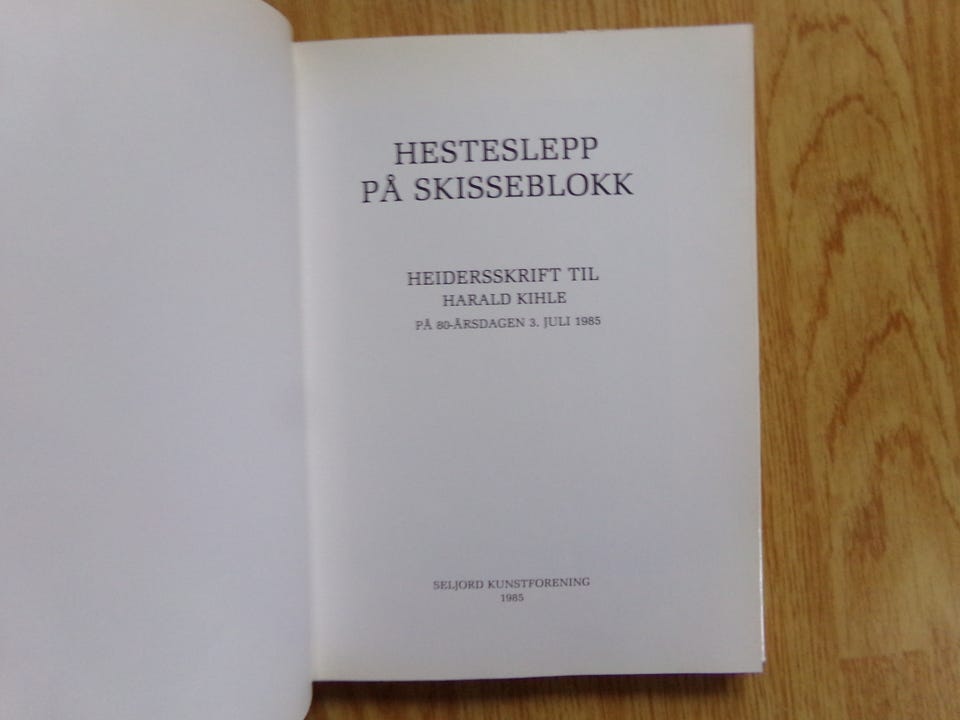 HESTESLEPP
PÅ SKISSEBLOKK
HEIDERSSKRIFT TIL
HARALD KIHLE
PÅ 80-ÅRSDAGEN 3. JULI 1985
SELJORD KUNSTFORENING
1985